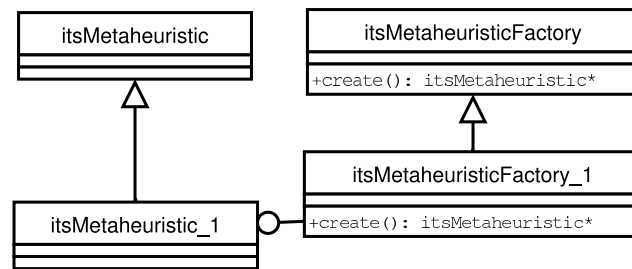 itsMetaheuristic
itsMetaheuristicFactory
+create(): itsMetaheuristic*
itsMetaheuristicFactory_1
+create(): itsMetaheuristic*
itsMetaheuristic_1